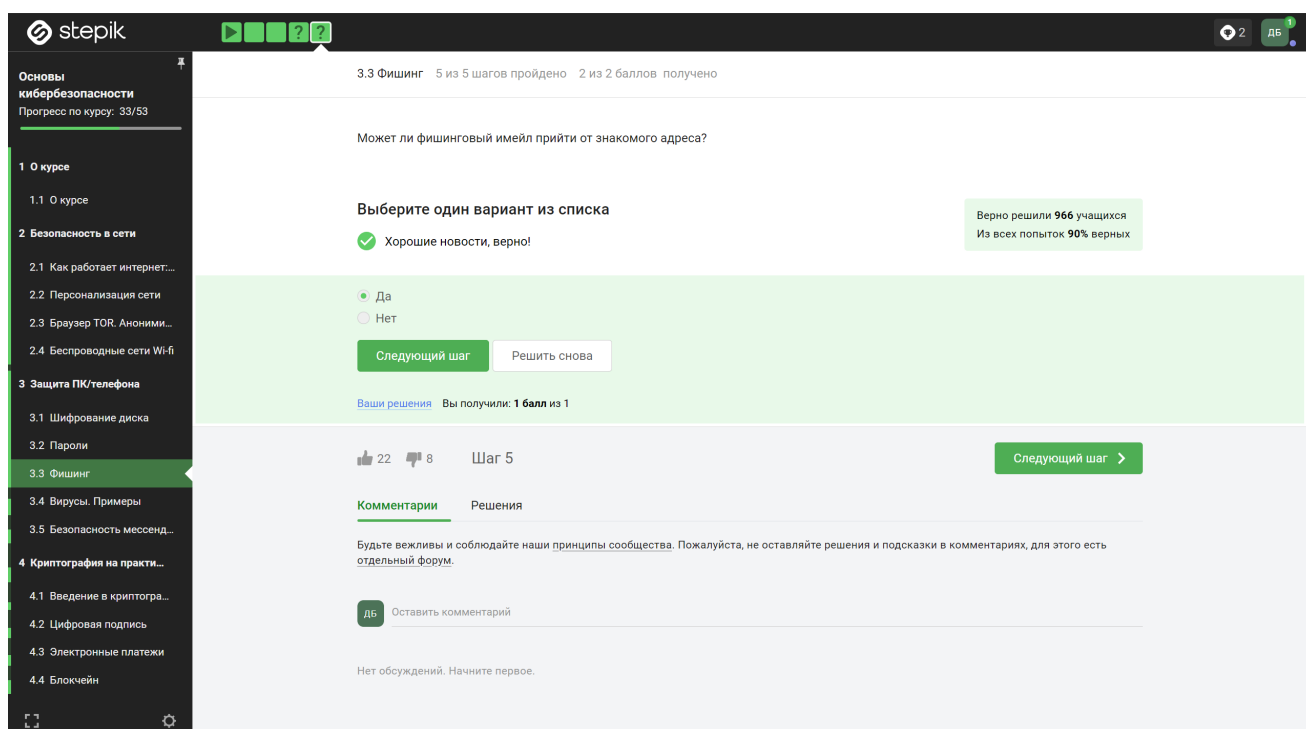 stepik
? ?
2
ДБ
1
Основы
кибербезопасности
Прогресс по курсу: 33/53
1 О курсе
1.1 О курсе
2 Безопасность в сети
2.1 Как работает интернет:...
2.2 Персонализация сети
2.3 Браузер TOR. Аноними...
2.4 Беспроводные сети Wi-fi
3 Защита ПК/телефона
3.1 Шифрование диска
3.2 Пароли
3.3 Фишинг
3.4 Вирусы. Примеры
3.5 Безопасность мессенд...
4 Криптография на практи...
4.1 Введение в криптогра...
4.2 Цифровая подпись
4.3 Электронные платежи
4.4 Блокчейн
3.3 Фишинг 5 из 5 шагов пройдено 2 из 2 баллов получено
Может ли фишинговый имейл прийти от знакомого адреса?
Выберите один вариант из списка
Хорошие новости, верно!
Верно решили 966 учащихся
Из всех попыток 90% верных
Да
Нет
Следующий шаг
Решить снова
Ваши решения Вы получили: 1 балл из 1
22 8 Шаг 5
Следующий шаг
Комментарии Решения
Будьте вежливы и соблюдайте наши принципы сообщества. Пожалуйста, не оставляйте решения и подсказки в комментариях, для этого есть
отдельный форум.
ДБ Оставить комментарий
Нет обсуждений. Начните первое.